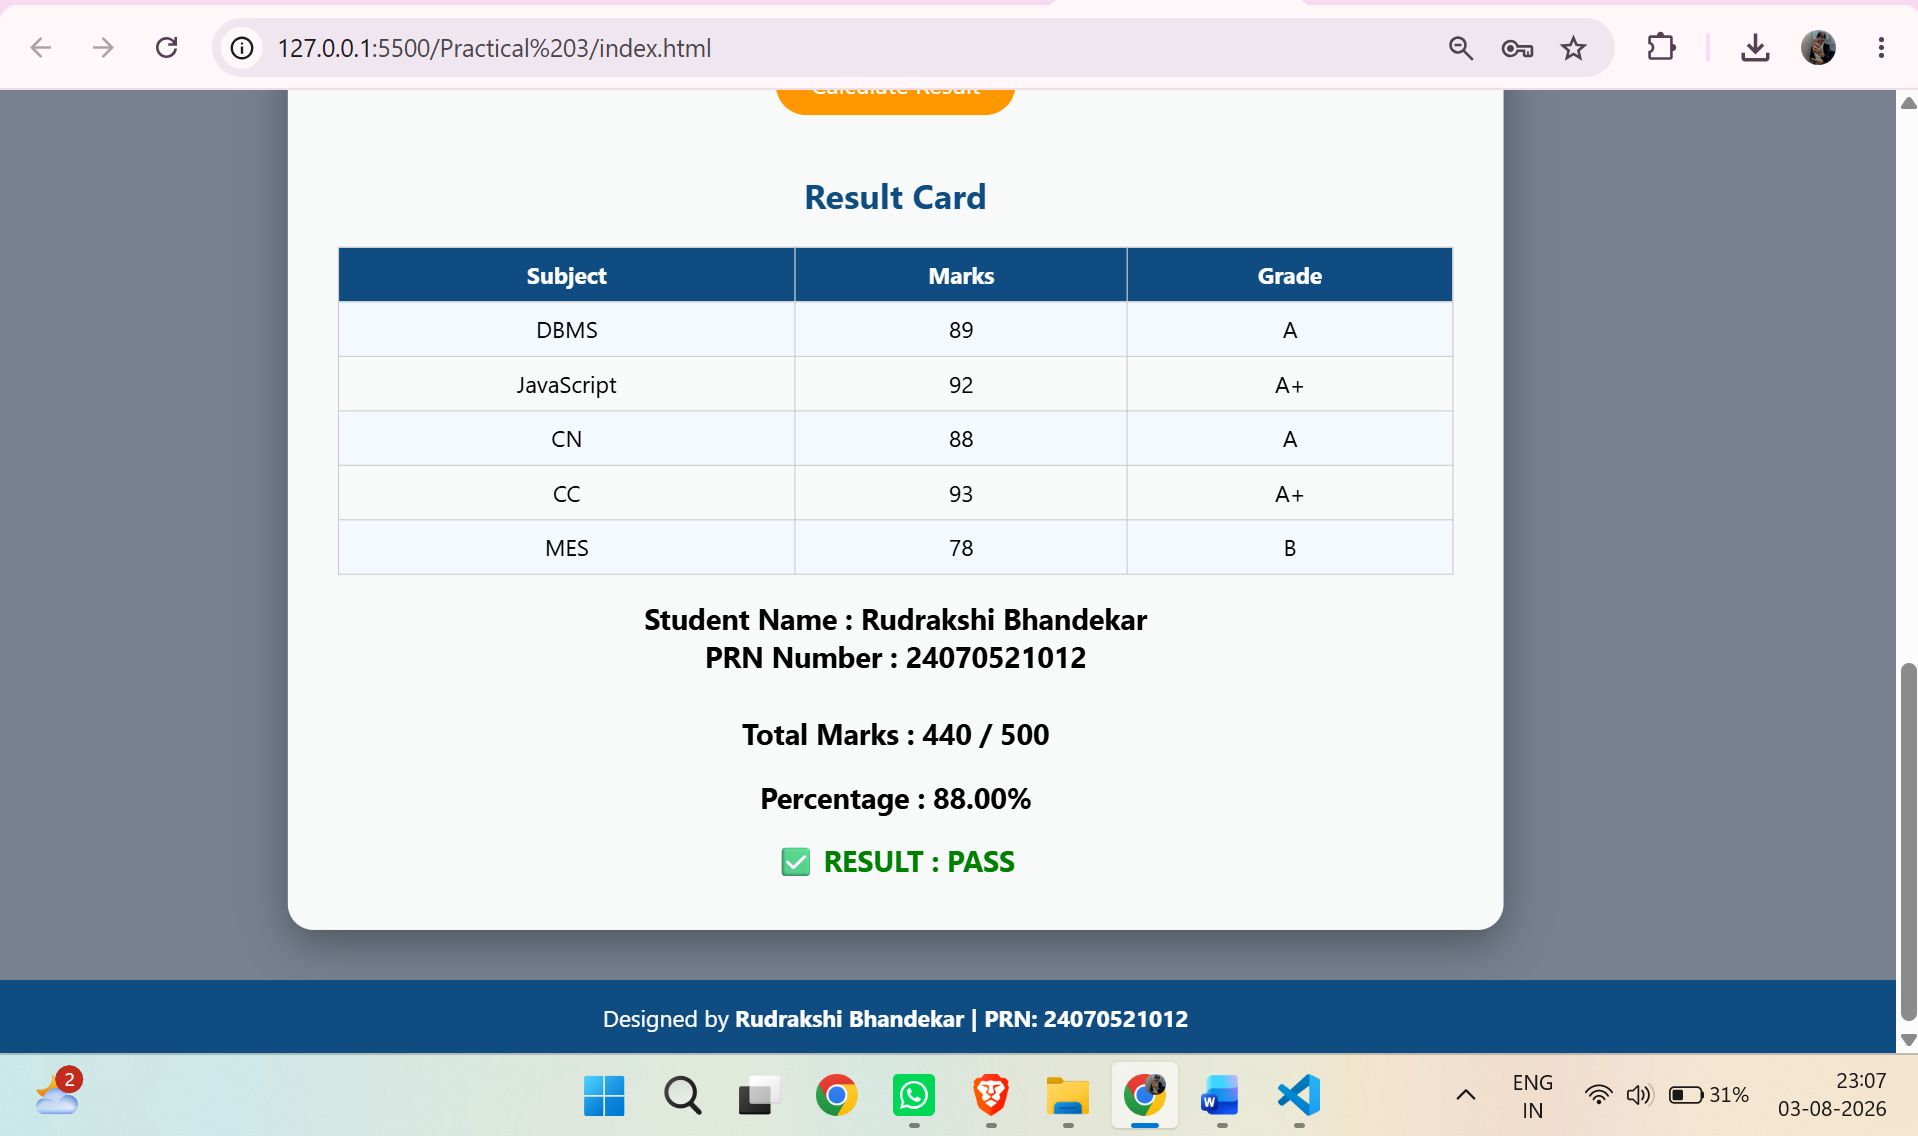 127.0.0.1:5500/Practical%203/index.html
Calculate Result
Result Card
Subject Marks Grade
DBMS 89 A
JavaScript 92 A+
CN 88 A
CC 93 A+
MES 78 B
Student Name : Rudrakshi Bhandekar
PRN Number : 24070521012
Total Marks : 440 / 500
Percentage : 88.00%
✅ RESULT : PASS
Designed by Rudrakshi Bhandekar | PRN: 24070521012
2
W
ENG
IN
31%
23:07
03-08-2026